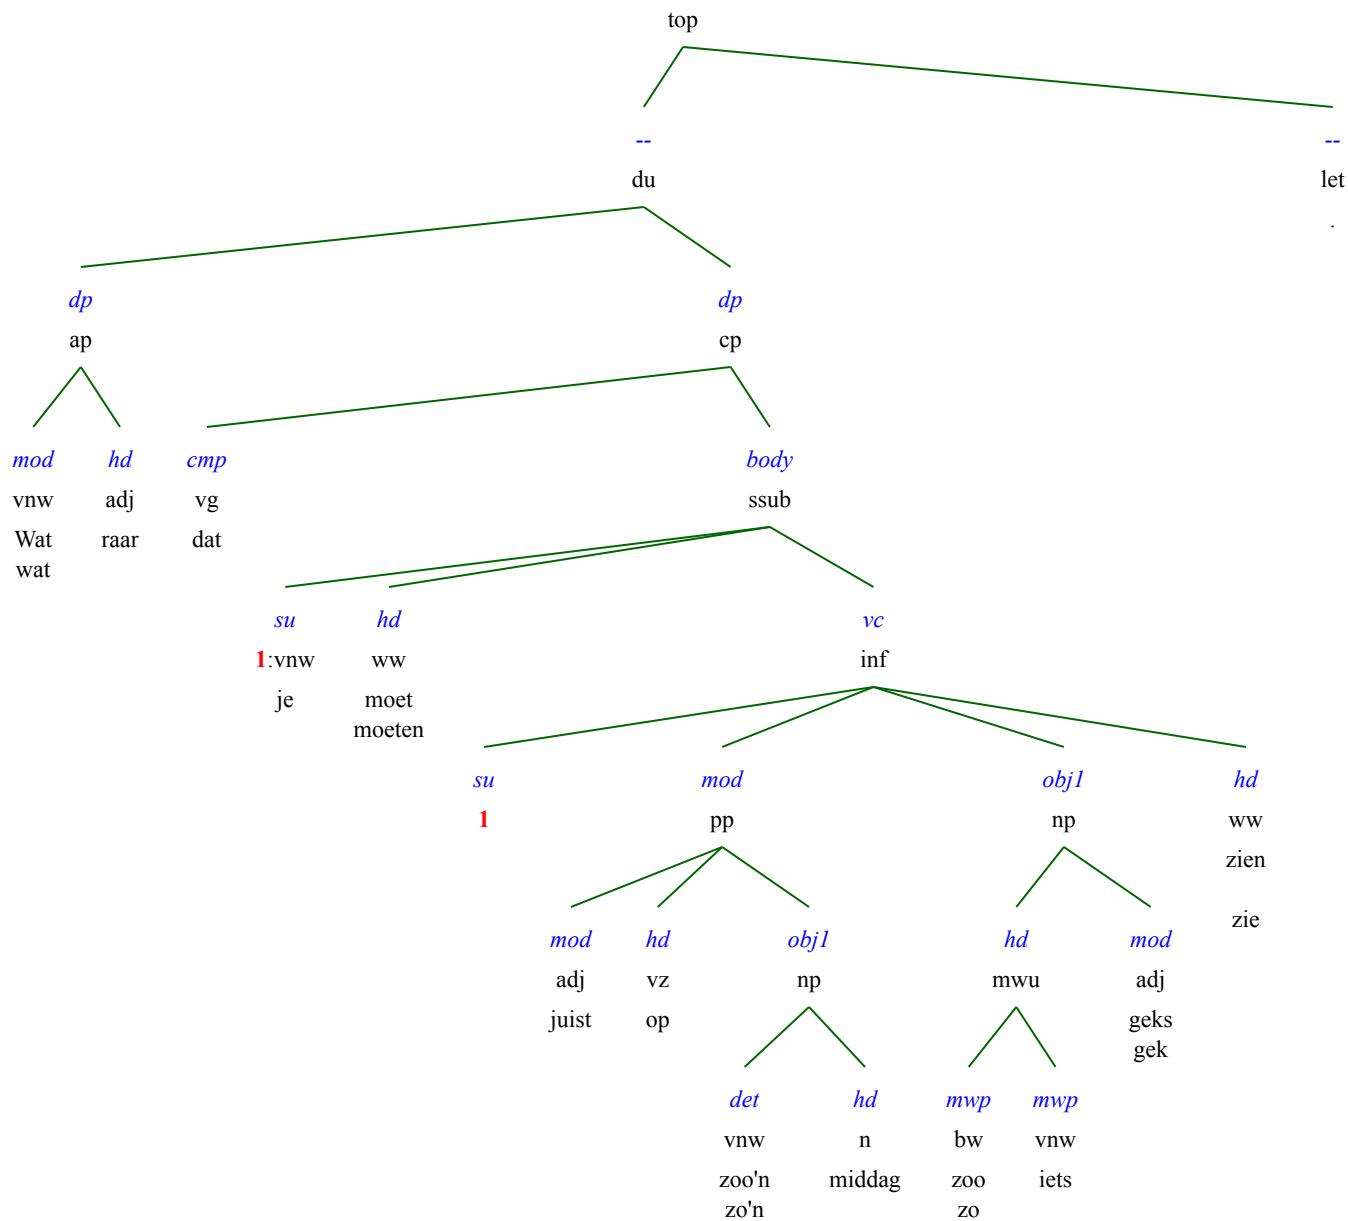 top
-- --
du let
.
dp dp
ap cp
mod hd cmp body
vnw adj vg ssub
Wat raar dat
wat
su hd vc
1:vnw ww inf
je moet
moeten
su mod obj1 hd
1 pp np ww
zien
zie
mod hd obj1 hd mod
adj vz np mwu adj
juist op geks
gek
det hd mwp mwp
vnw n bw vnw
zoo'n middag zoo iets
zo'n zo